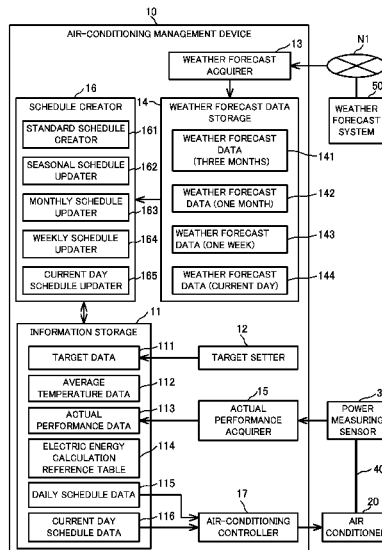 10
AIR-CONDITIONING MANAGEMENT DEVICE
13
N1
WEATHER FORECAST
ACQUIRER
16
SCHEDULE CREATOR
14
WEATHER FORECAST DATA
STORAGE
50
WEATHER
FORECAST
SYSTEM
STANDARD SCHEDULE
CREATOR
161
WEATHER FORECAST
DATA
(THREE MONTHS)
141
SEASONAL SCHEDULE
UPDATER
162
MONTHLY SCHEDULE
UPDATER
163
WEATHER FORECAST
DATA (ONE MONTH)
142
WEEKLY SCHEDULE
UPDATER
164
WEATHER FORECAST
DATA (ONE WEEK)
143
CURRENT DAY
SCHEDULE UPDATER
165
WEATHER FORECAST
DATA (CURRENT DAY)
144
11
INFORMATION STORAGE
12
TARGET DATA
111
TARGET SETTER
AVERAGE
TEMPERATURE DATA
112
15
ACTUAL
PERFORMANCE DATA
113
ACTUAL
PERFORMANCE
ACQUIRER
POWER
MEASURING
SENSOR
ELECTRIC ENERGY
CALCULATION
REFERENCE TABLE
114
DAILY SCHEDULE DATA
115
17
40
20
CURRENT DAY
SCHEDULE DATA
116
AIR-CONDITIONING
CONTROLLER
AIR
CONDITIONER